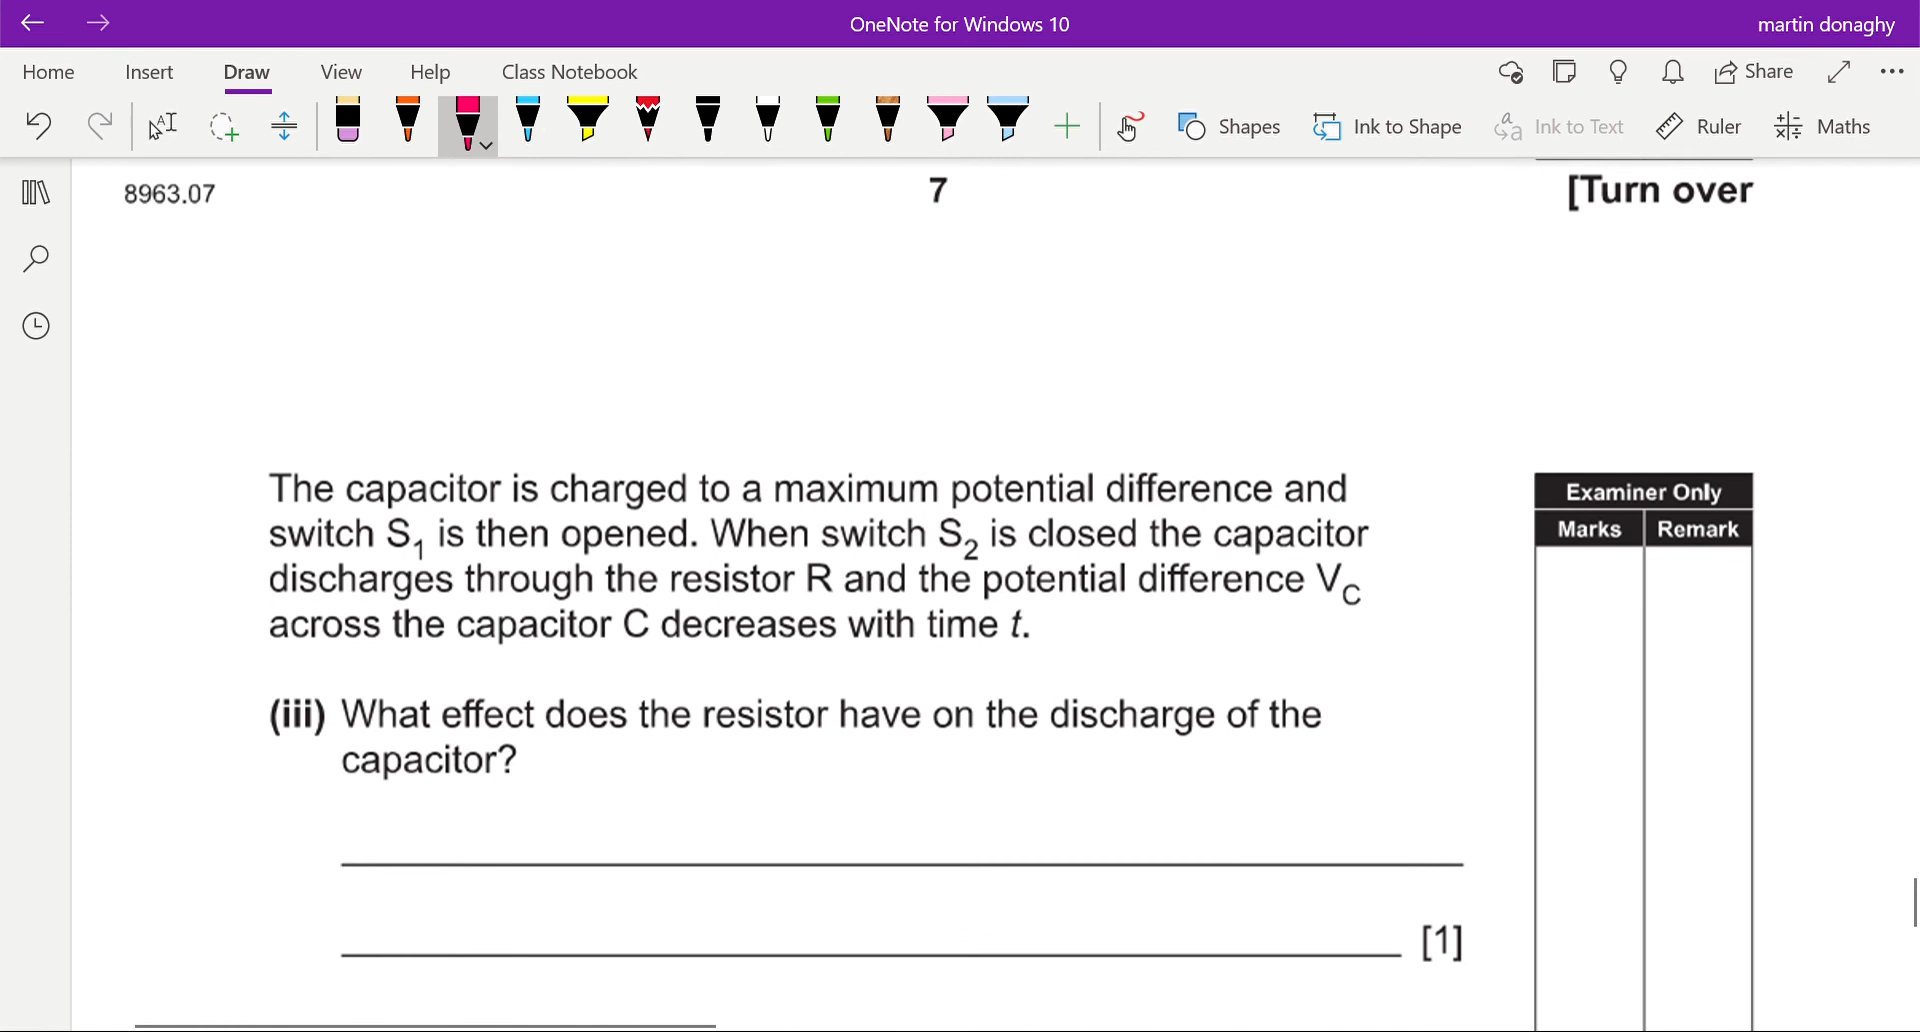 OneNote for Windows 10
martin donaghy
Home Insert Draw View Help Class Notebook
Share
Shapes Ink to Shape Ink to Text Ruler Maths
8963.07
7
[Turn over
The capacitor is charged to a maximum potential difference and
switch S1 is then opened. When switch S2 is closed the capacitor
discharges through the resistor R and the potential difference VC
across the capacitor C decreases with time t.
(iii) What effect does the resistor have on the discharge of the
capacitor?
[1]
Examiner Only
Marks Remark